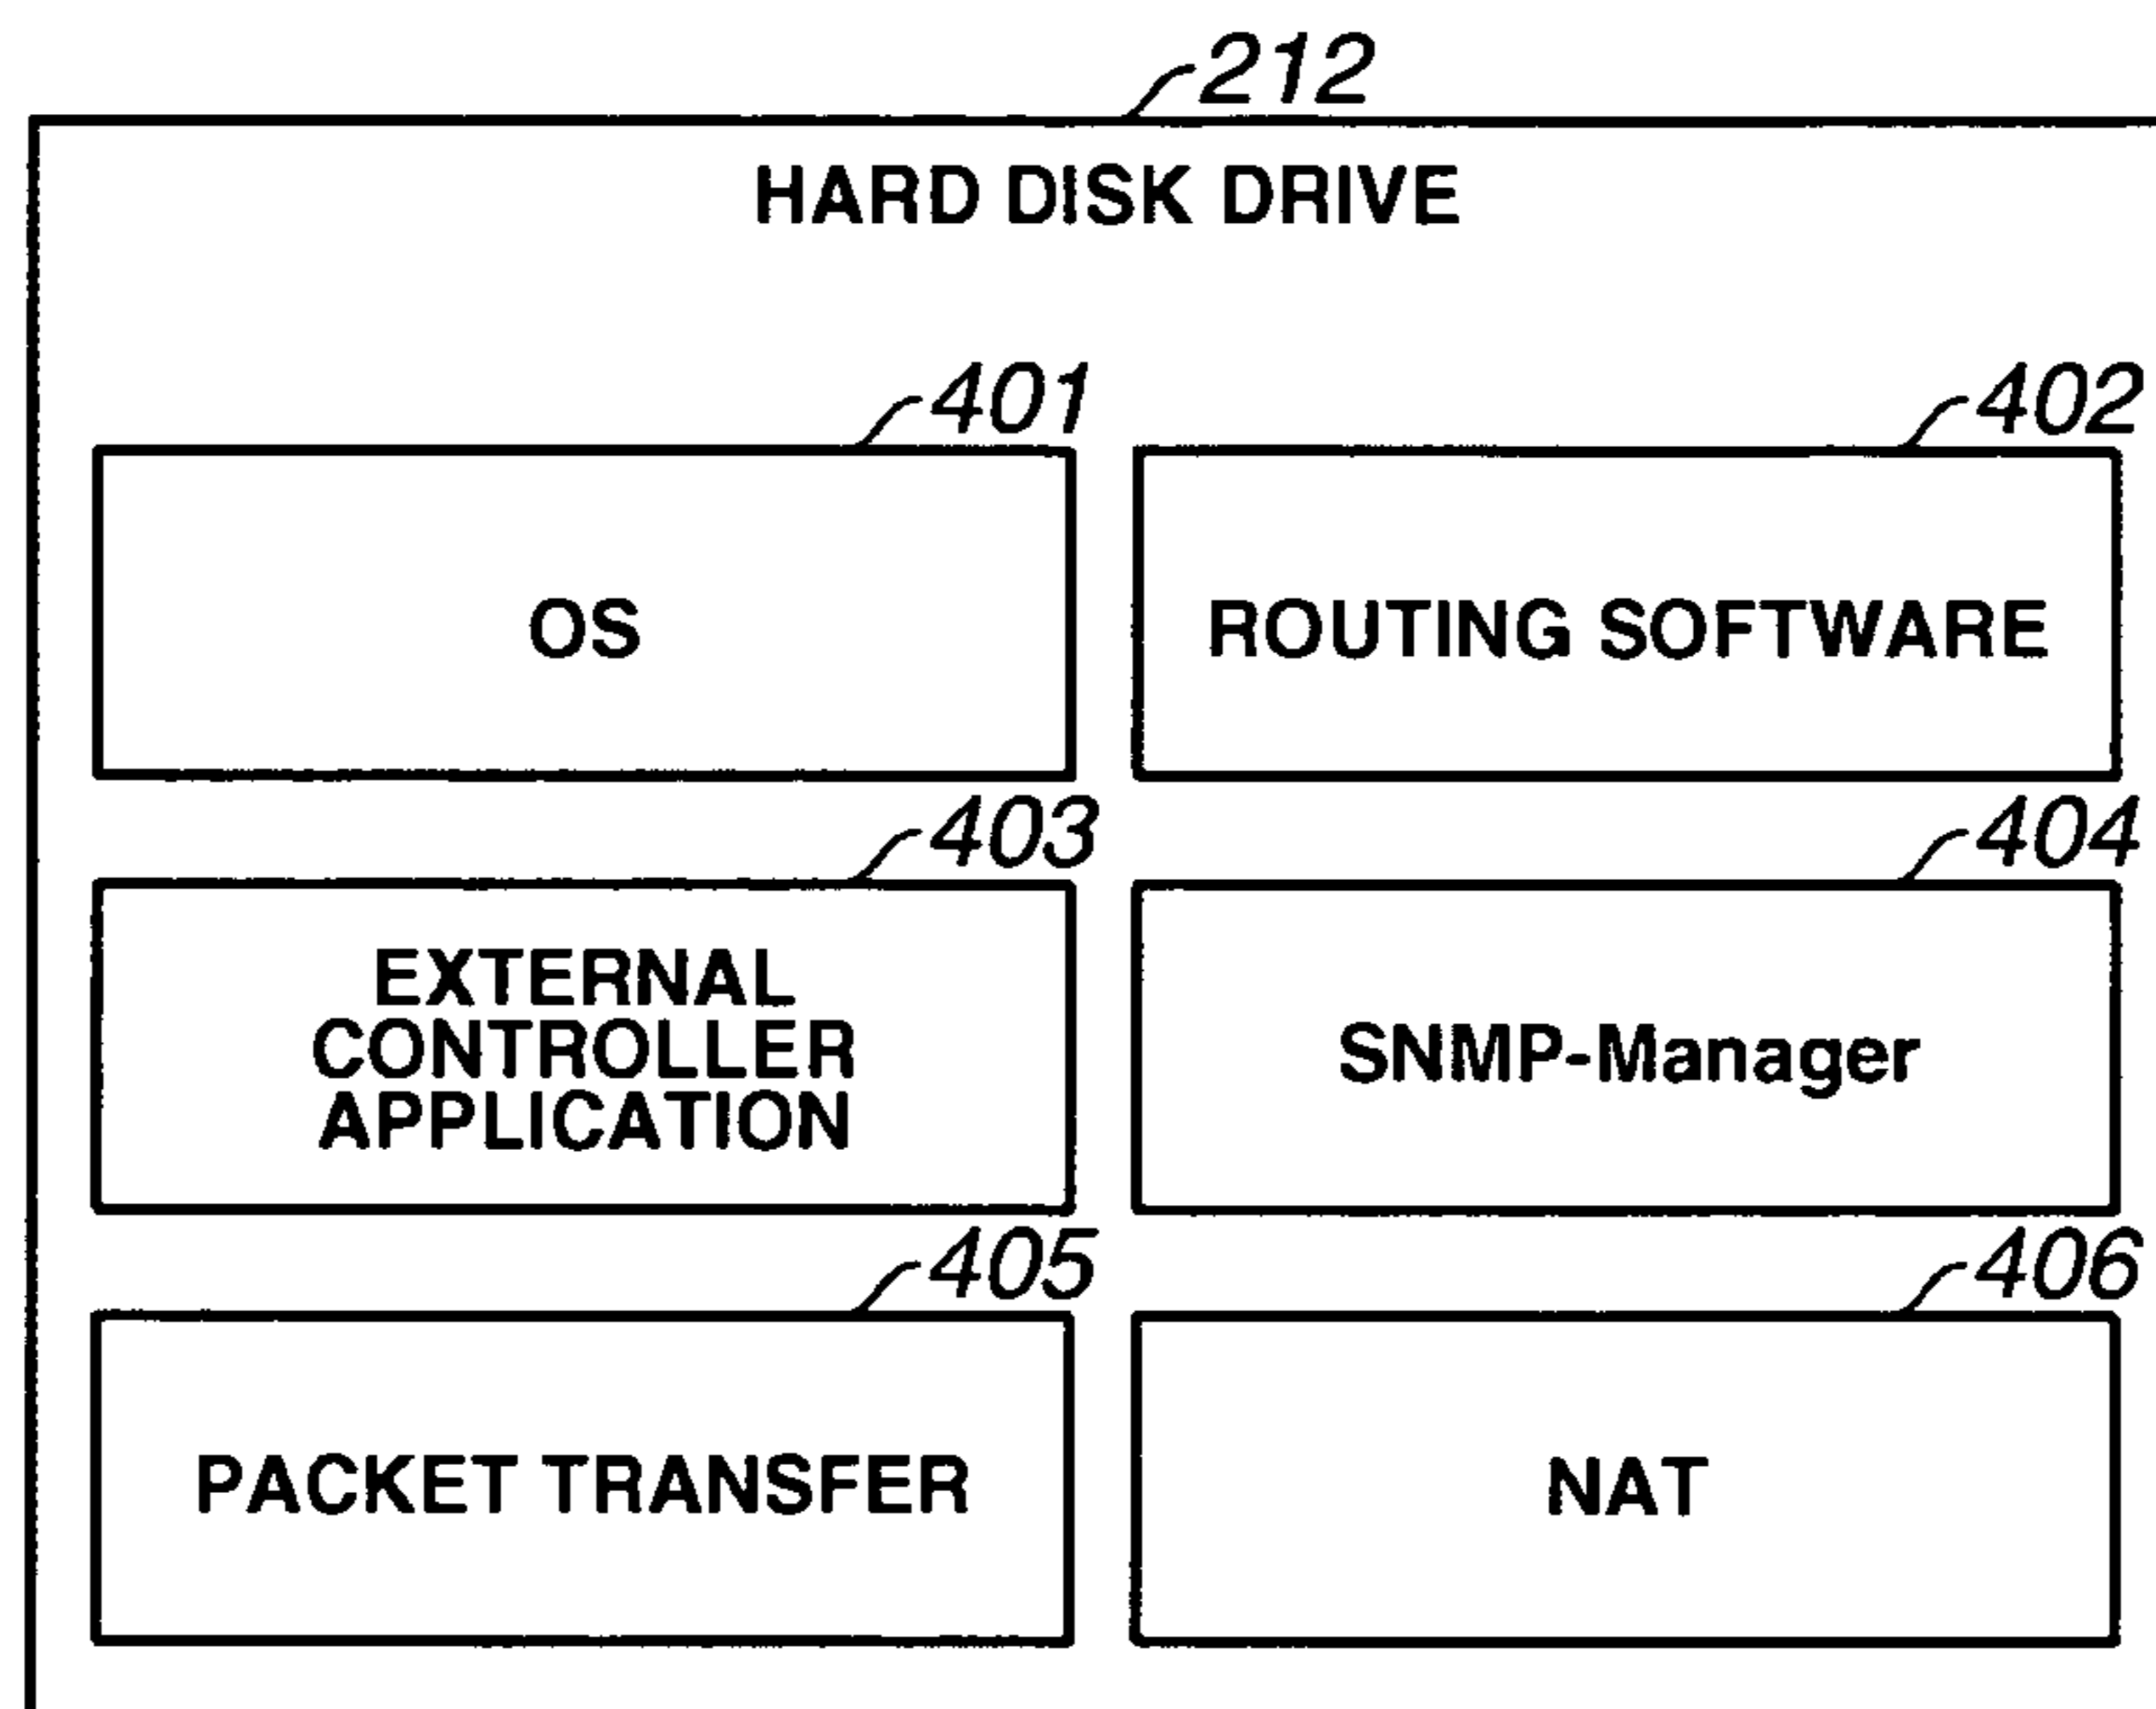 212
HARD DISK DRIVE
401
402
OS
ROUTING SOFTWARE
403
404
EXTERNAL
CONTROLLER
APPLICATION
SNMP-Manager
405
406
PACKET TRANSFER
NAT